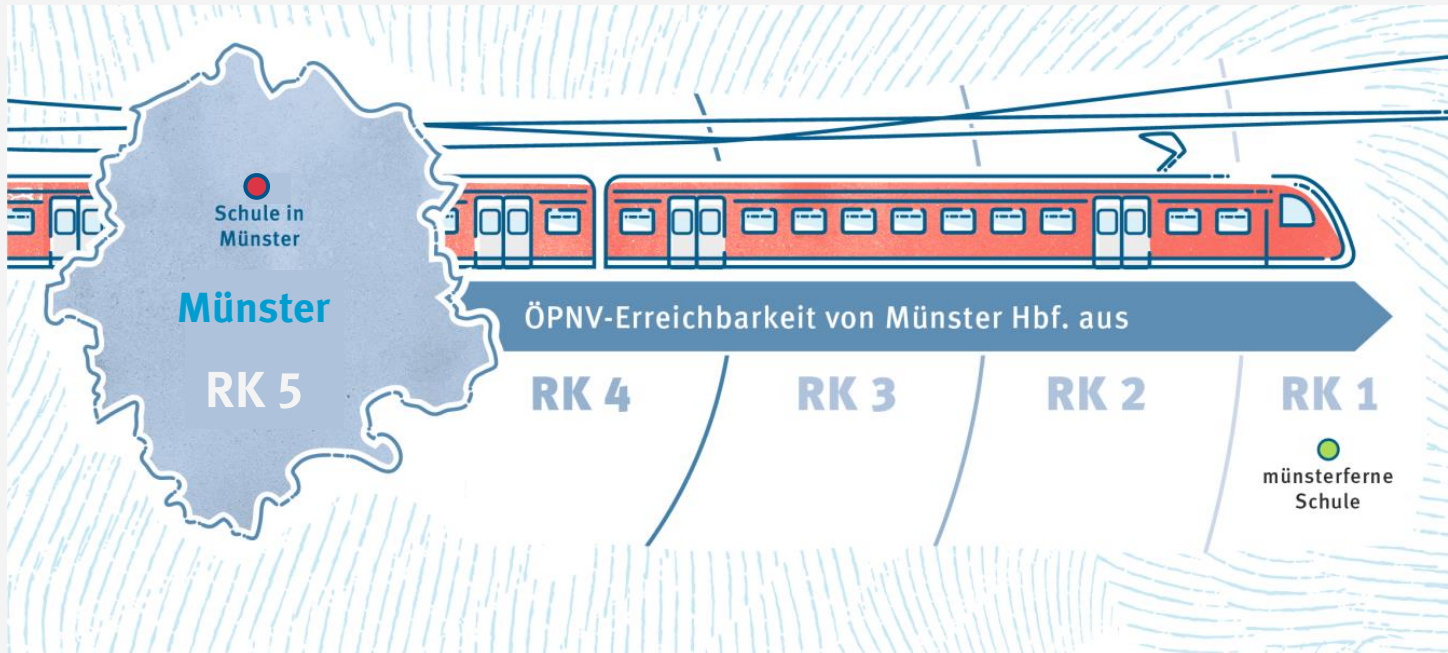 Schule in
Münster
Münster
RK 5
ÖPNV-Erreichbarkeit von Münster Hbf. aus
RK 4
RK 3
RK 2
RK 1
münsterferne
Schule